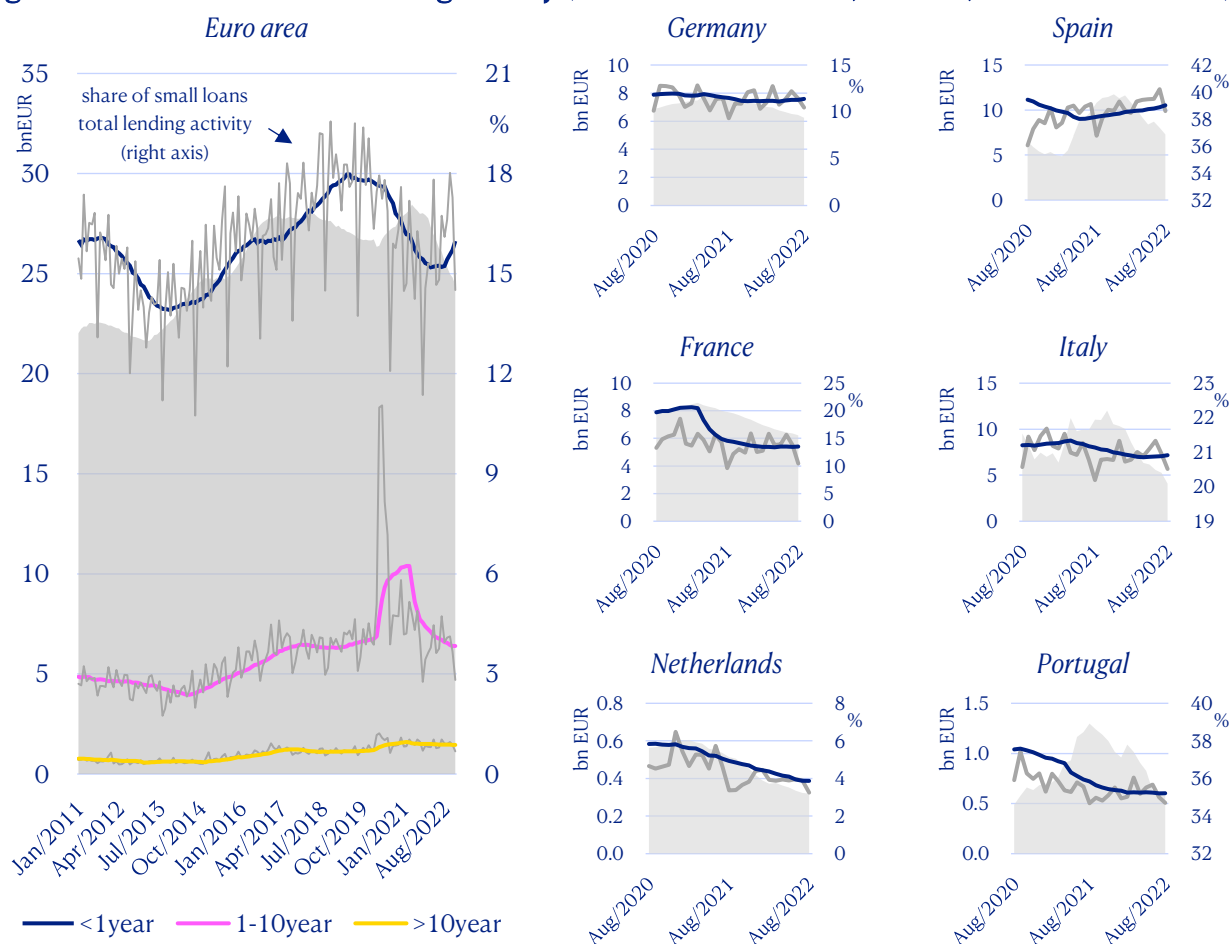 Euro area
35
30
25
20
15
10
5
0
bnEUR
21
18
15
12
9
6
3
0
%
share of small loans
total lending activity
(right axis)
Jan/2011
Apr/2012
Jul/2013
Oct/2014
Jan/2016
Apr/2017
Jul/2018
Oct/2019
Jan/2021
Aug/2022
<1year
1-10year
>10year
Germany
bn EUR
10
8
6
4
2
0
15
10
5
0
%
Aug/2020
Aug/2021
Aug/2022
Spain
bn EUR
15
10
5
0
42
40
39
38
36
35
34
32
%
Aug/2020
Aug/2021
Aug/2022
France
bn EUR
10
8
6
4
2
0
25
20
15
10
5
0
%
Aug/2020
Aug/2021
Aug/2022
Italy
bn EUR
15
10
5
0
23
22
21
20
19
%
Aug/2020
Aug/2021
Aug/2022
Netherlands
bn EUR
0.8
0.6
0.4
0.2
0.0
8
6
4
2
0
%
Aug/2020
Aug/2021
Aug/2022
Portugal
bn EUR
1.5
1.0
0.5
0.0
40
38
36
34
32
%
Aug/2020
Aug/2021
Aug/2022